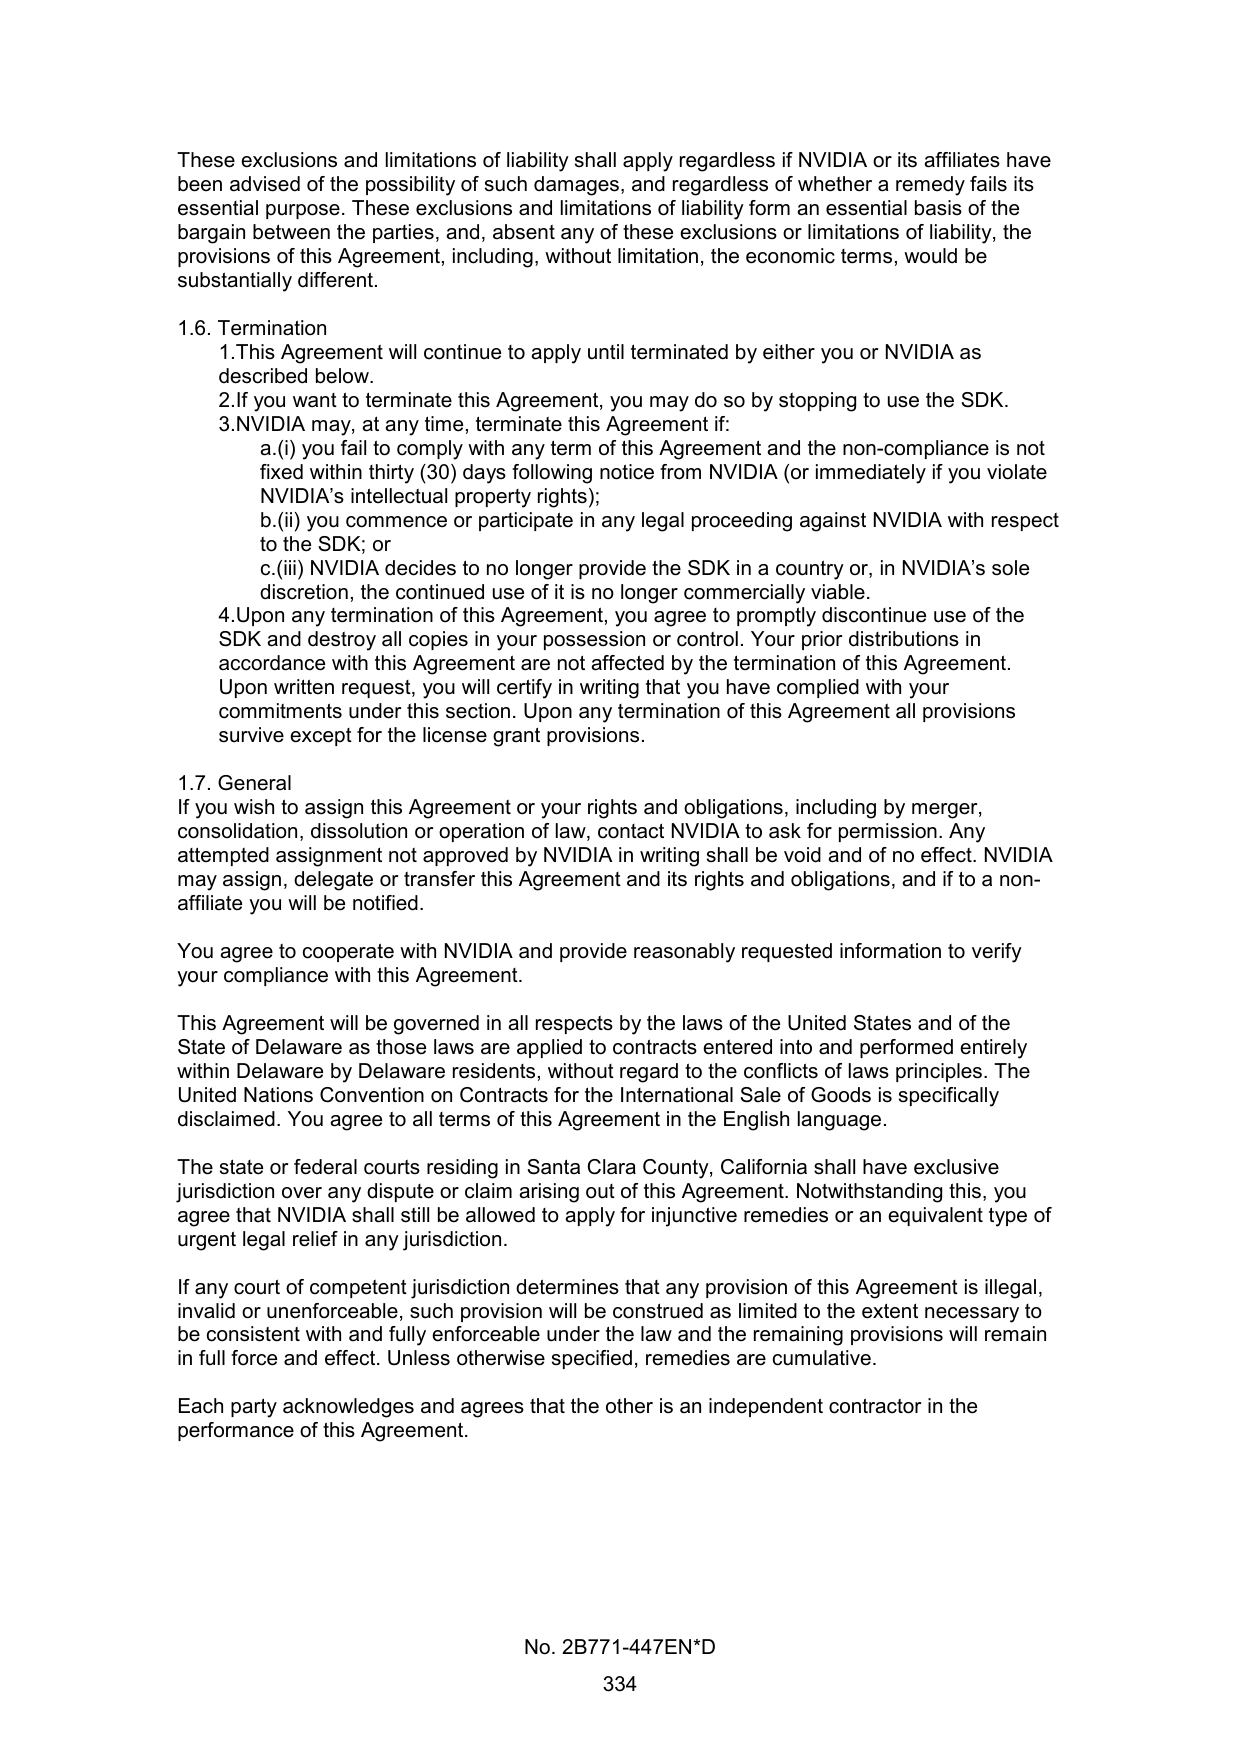 These exclusions and limitations of liability shall apply regardless if NVIDIA or its affiliates have
been advised of the possibility of such damages, and regardless of whether a remedy fails its
essential purpose. These exclusions and limitations of liability form an essential basis of the
bargain between the parties, and, absent any of these exclusions or limitations of liability, the
provisions of this Agreement, including, without limitation, the economic terms, would be
substantially different.
1.6. Termination
1.This Agreement will continue to apply until terminated by either you or NVIDIA as
described below.
2.If you want to terminate this Agreement, you may do so by stopping to use the SDK.
3.NVIDIA may, at any time, terminate this Agreement if:
a.(i) you fail to comply with any term of this Agreement and the non-compliance is not
fixed within thirty (30) days following notice from NVIDIA (or immediately if you violate
NVIDIA’s intellectual property rights);
b.(ii) you commence or participate in any legal proceeding against NVIDIA with respect
to the SDK; or
c.(iii) NVIDIA decides to no longer provide the SDK in a country or, in NVIDIA’s sole
discretion, the continued use of it is no longer commercially viable.
4.Upon any termination of this Agreement, you agree to promptly discontinue use of the
SDK and destroy all copies in your possession or control. Your prior distributions in
accordance with this Agreement are not affected by the termination of this Agreement.
Upon written request, you will certify in writing that you have complied with your
commitments under this section. Upon any termination of this Agreement all provisions
survive except for the license grant provisions.
1.7. General
If you wish to assign this Agreement or your rights and obligations, including by merger,
consolidation, dissolution or operation of law, contact NVIDIA to ask for permission. Any
attempted assignment not approved by NVIDIA in writing shall be void and of no effect. NVIDIA
may assign, delegate or transfer this Agreement and its rights and obligations, and if to a non-
affiliate you will be notified.
You agree to cooperate with NVIDIA and provide reasonably requested information to verify
your compliance with this Agreement.
This Agreement will be governed in all respects by the laws of the United States and of the
State of Delaware as those laws are applied to contracts entered into and performed entirely
within Delaware by Delaware residents, without regard to the conflicts of laws principles. The
United Nations Convention on Contracts for the International Sale of Goods is specifically
disclaimed. You agree to all terms of this Agreement in the English language.
The state or federal courts residing in Santa Clara County, California shall have exclusive
jurisdiction over any dispute or claim arising out of this Agreement. Notwithstanding this, you
agree that NVIDIA shall still be allowed to apply for injunctive remedies or an equivalent type of
urgent legal relief in any jurisdiction.
If any court of competent jurisdiction determines that any provision of this Agreement is illegal,
invalid or unenforceable, such provision will be construed as limited to the extent necessary to
be consistent with and fully enforceable under the law and the remaining provisions will remain
in full force and effect. Unless otherwise specified, remedies are cumulative.
Each party acknowledges and agrees that the other is an independent contractor in the
performance of this Agreement.
No. 2B771-447EN*D
334